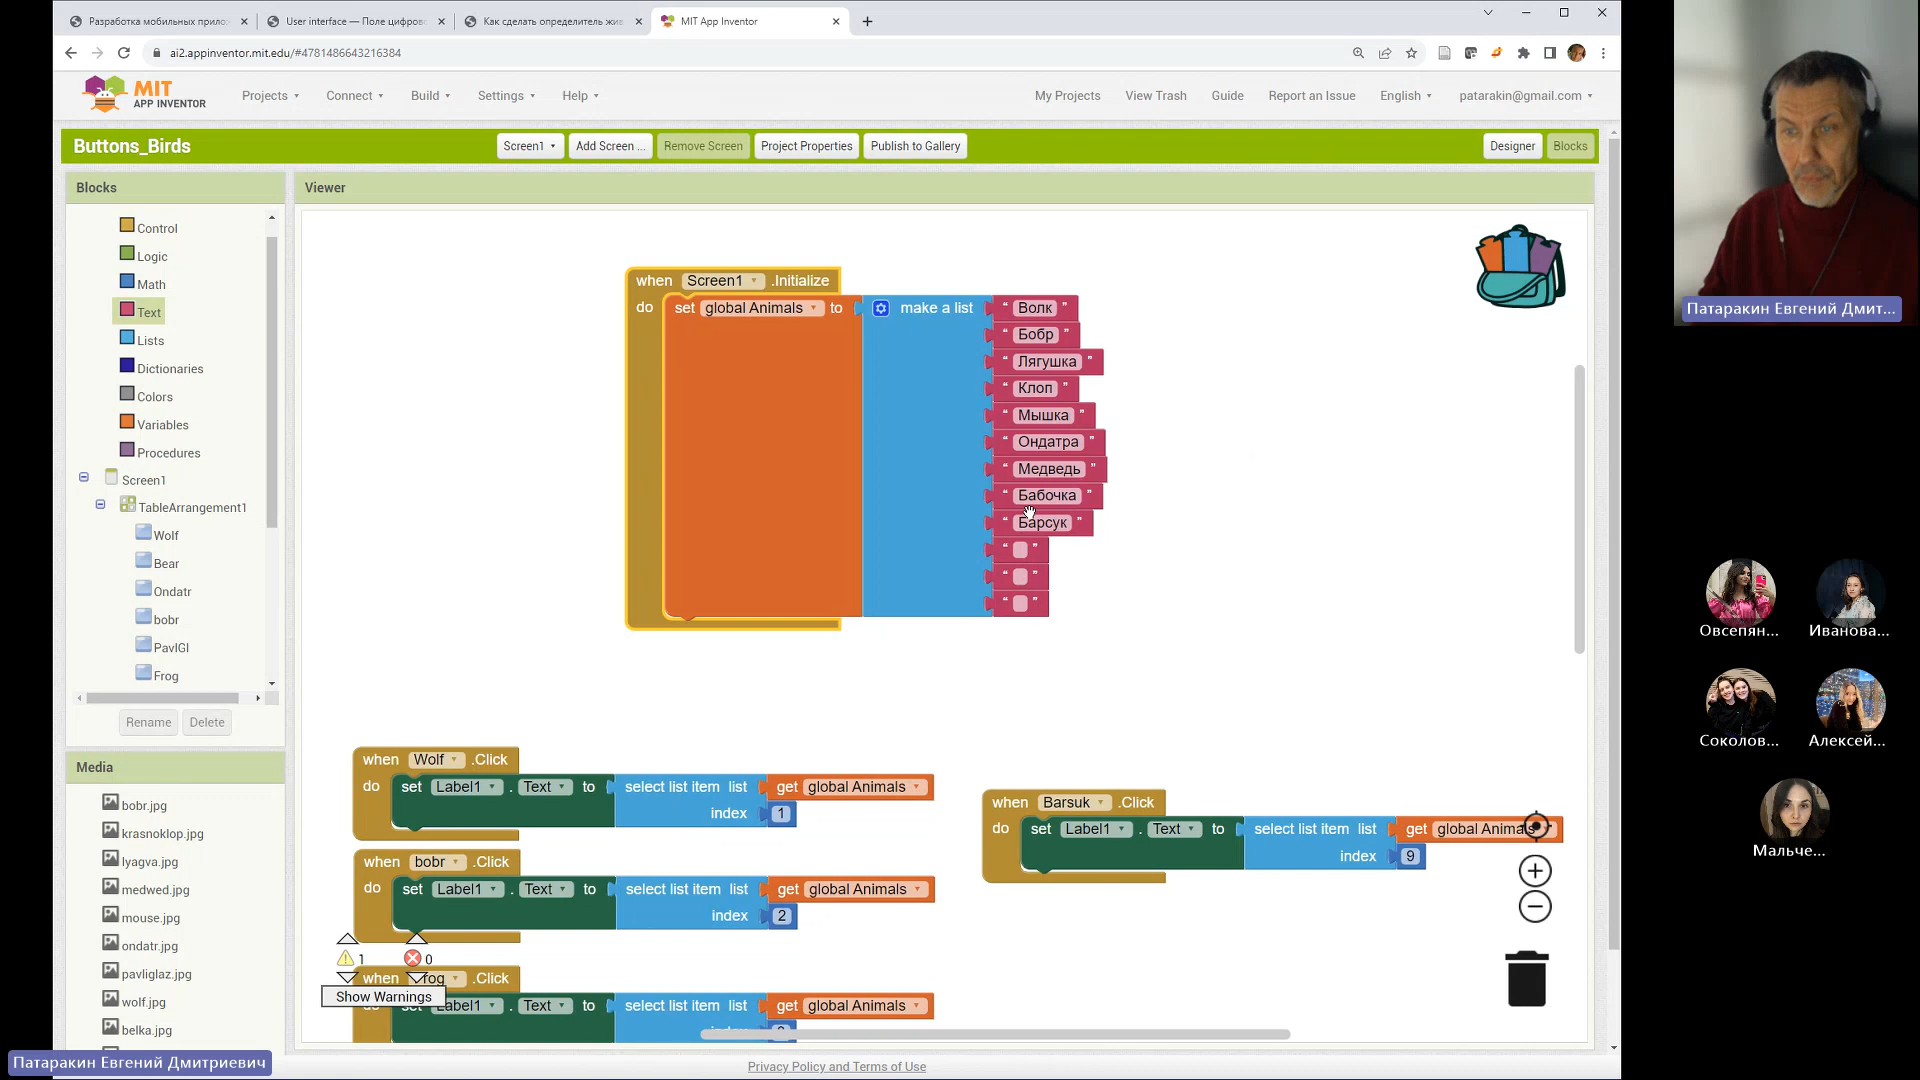 Разработка мобильных прило
User interface — Поле цифров
Как сделать определитель жив
MIT App Inventor
ai2.appinventor.mit.edu/#4781486643216384
MIT
APP INVENTOR
Projects
Connect
Build
Settings
Help
My Projects
View Trash
Guide
Report an Issue
English
patarakin@gmail.com
Buttons_Birds
Screen1
Add Screen ...
Remove Screen
Project Properties
Publish to Gallery
Designer
Blocks
Blocks
Control
Logic
Math
Text
Lists
Dictionaries
Colors
Variables
Procedures
Screen1
TableArrangement1
Wolf
Bear
Ondatr
bobr
PavlGl
Frog
Rename
Delete
Media
bobr.jpg
krasnoklop.jpg
lyagva.jpg
medwed.jpg
mouse.jpg
ondatr.jpg
pavliglaz.jpg
wolf.jpg
belka.jpg
Viewer
when Screen1 .Initialize
do set global Animals to make a list " Волк "
" Бобр "
" Лягушка "
" Клоп "
" Мышка "
" Ондатра "
" Медведь "
" Бабочка "
" Барсук "
" "
" "
" "
when Wolf .Click
do set Label1 . Text to select list item list get global Animals
index 1
when bobr .Click
do set Label1 . Text to select list item list get global Animals
index 2
when .Click
Label1 . Text to select list item list get global Animals
when Barsuk .Click
do set Label1 . Text to select list item list get global Animals
index 9
1
0
Show Warnings
Privacy Policy and Terms of Use
Патаракин Евгений Дмитриевич
Патаракин Евгений Дмит...
Овсепян...
Иванова...
Соколов...
Алексей...
Мальче...